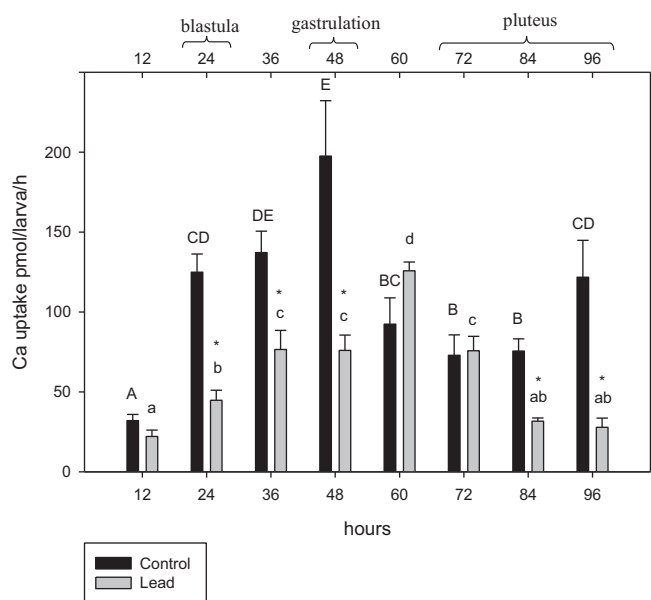 blastula gastrulation pluteus
12 24 36 48 60 72 84 96
E
200
CD DE d CD
150
BC
* * B c B
100
c c
*
b * *
50
A a ab ab
0
12 24 36 48 60 72 84 96
hours
Ca uptake pmol/larva/h
Control
Lead